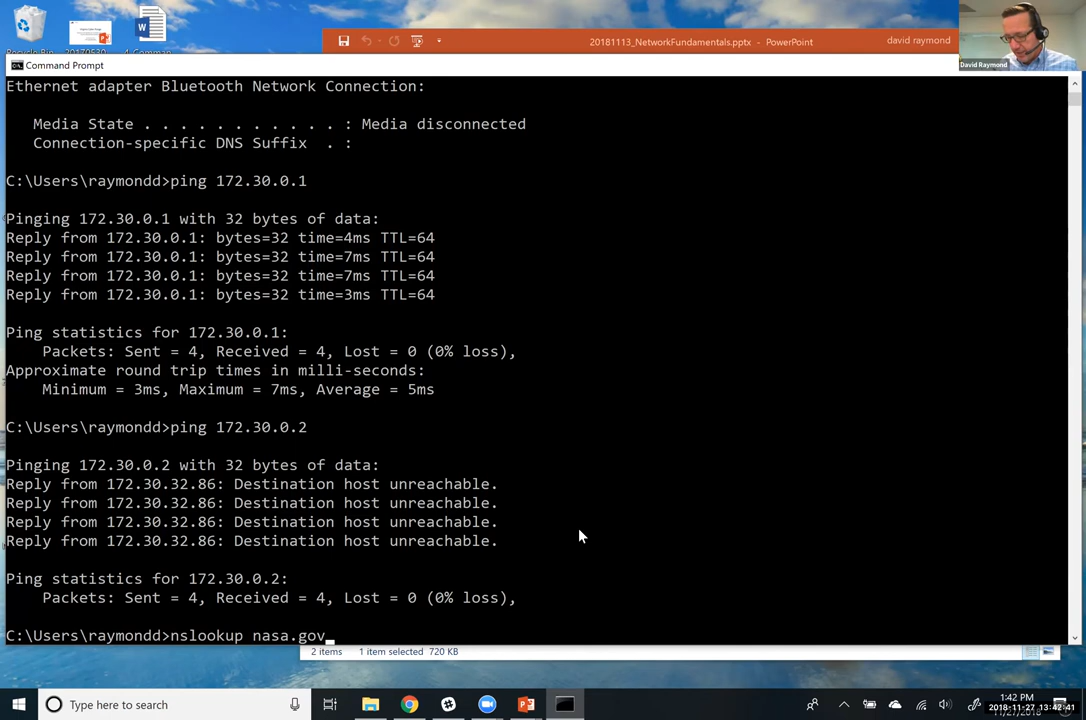 Recycle Bin
20170530
4_Comman
20181113_NetworkFundamentals.pptx - PowerPoint
david raymond
David Raymond
Command Prompt
Ethernet adapter Bluetooth Network Connection:
Media State . . . . . . . . . . . : Media disconnected
Connection-specific DNS Suffix . :
C:\Users\raymondd>ping 172.30.0.1
Pinging 172.30.0.1 with 32 bytes of data:
Reply from 172.30.0.1: bytes=32 time=4ms TTL=64
Reply from 172.30.0.1: bytes=32 time=7ms TTL=64
Reply from 172.30.0.1: bytes=32 time=7ms TTL=64
Reply from 172.30.0.1: bytes=32 time=3ms TTL=64
Ping statistics for 172.30.0.1:
Packets: Sent = 4, Received = 4, Lost = 0 (0% loss),
Approximate round trip times in milli-seconds:
Minimum = 3ms, Maximum = 7ms, Average = 5ms
C:\Users\raymondd>ping 172.30.0.2
Pinging 172.30.0.2 with 32 bytes of data:
Reply from 172.30.32.86: Destination host unreachable.
Reply from 172.30.32.86: Destination host unreachable.
Reply from 172.30.32.86: Destination host unreachable.
Reply from 172.30.32.86: Destination host unreachable.
Ping statistics for 172.30.0.2:
Packets: Sent = 4, Received = 4, Lost = 0 (0% loss),
C:\Users\raymondd>nslookup nasa.gov
2 items 1 item selected 720 KB
Type here to search
1:42 PM
2018-11-27 13:42:41